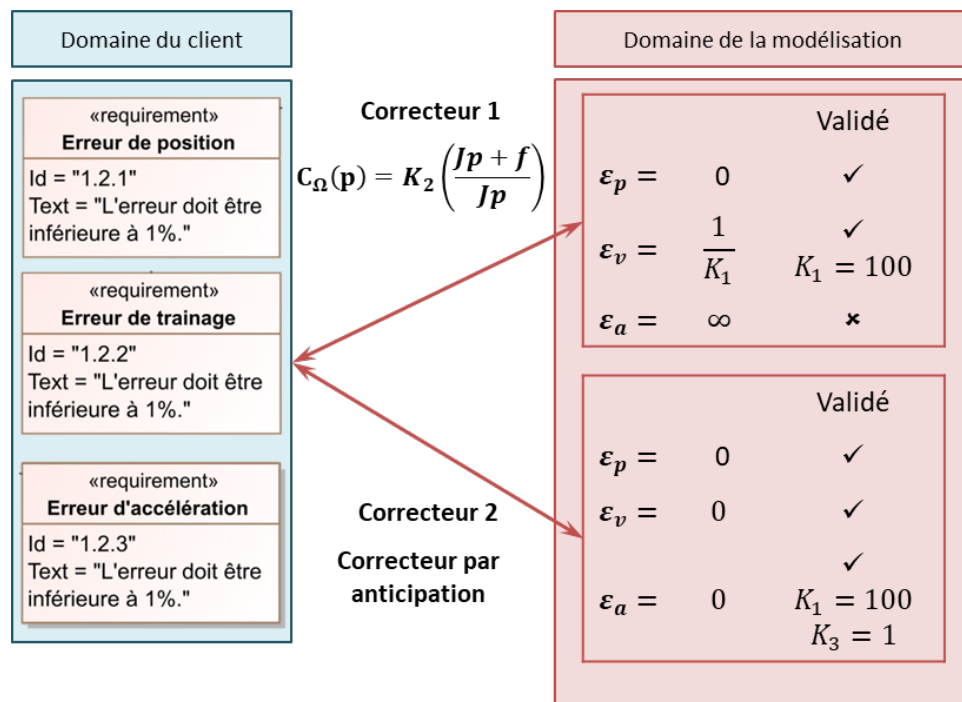 Domaine du client
Domaine de la modélisation
«requirement»
Erreur de position
Id = "1.2.1"
Text = "L'erreur doit être
inférieure à 1%."
«requirement»
Erreur de trainage
Id = "1.2.2"
Text = "L'erreur doit être
inférieure à 1%."
«requirement»
Erreur d'accélération
Id = "1.2.3"
Text = "L'erreur doit être
inférieure à 1%."
Correcteur 1
C_Ω(p) = K₂ ((Jp + f) / Jp)
Correcteur 2
Correcteur par
anticipation
Validé
ε_p = 0 ✓
ε_v = 1/K₁ ✓
K₁ = 100
ε_a = ∞ ×
Validé
ε_p = 0 ✓
ε_v = 0 ✓
✓
ε_a = 0 K₁ = 100
K₃ = 1